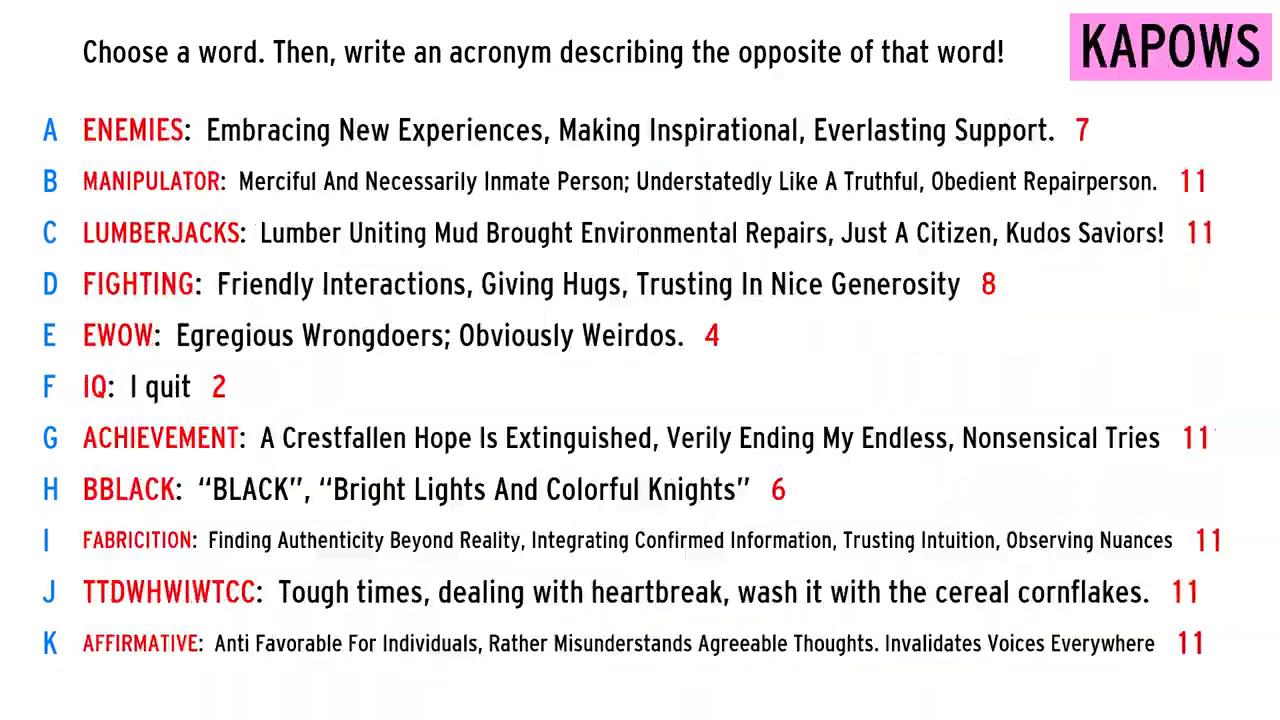 Choose a word. Then, write an acronym describing the opposite of that word!
KAPOWS
A ENEMIES: Embracing New Experiences, Making Inspirational, Everlasting Support. 7
B MANIPULATOR: Merciful And Necessarily Inmate Person; Understatedly Like A Truthful, Obedient Repairperson. 11
C LUMBERJACKS: Lumber Uniting Mud Brought Environmental Repairs, Just A Citizen, Kudos Saviors! 11
D FIGHTING: Friendly Interactions, Giving Hugs, Trusting In Nice Generosity 8
E EWOW: Egregious Wrongdoers; Obviously Weirdos. 4
F IQ: I quit 2
G ACHIEVEMENT: A Crestfallen Hope Is Extinguished, Verily Ending My Endless, Nonsensical Tries 11
H BBLACK: “BLACK”, “Bright Lights And Colorful Knights” 6
I FABRICITION: Finding Authenticity Beyond Reality, Integrating Confirmed Information, Trusting Intuition, Observing Nuances 11
J TTDWHWIWTCC: Tough times, dealing with heartbreak, wash it with the cereal cornflakes. 11
K AFFIRMATIVE: Anti Favorable For Individuals, Rather Misunderstands Agreeable Thoughts. Invalidates Voices Everywhere 11